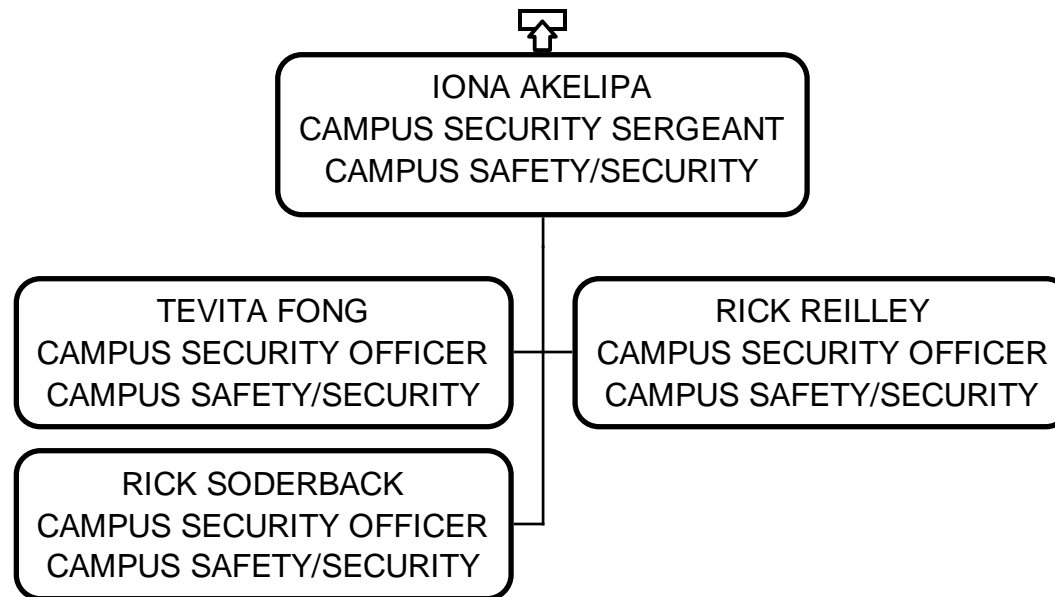 IONA AKELIPA
CAMPUS SECURITY SERGEANT
CAMPUS SAFETY/SECURITY
TEVITA FONG
CAMPUS SECURITY OFFICER
CAMPUS SAFETY/SECURITY
RICK REILLEY
CAMPUS SECURITY OFFICER
CAMPUS SAFETY/SECURITY
RICK SODERBACK
CAMPUS SECURITY OFFICER
CAMPUS SAFETY/SECURITY